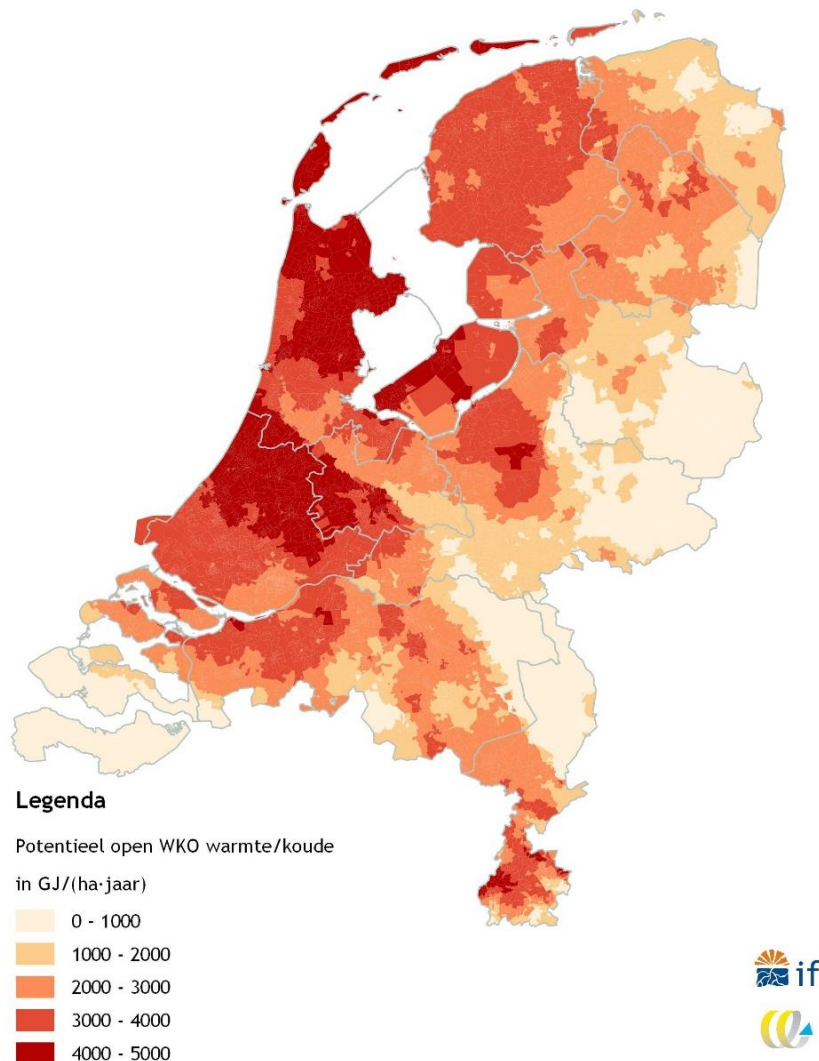 Legenda
Potentieel open WKO warmte/koude
in GJ/(ha·jaar)
0 - 1000
1000 - 2000
2000 - 3000
3000 - 4000
4000 - 5000
if